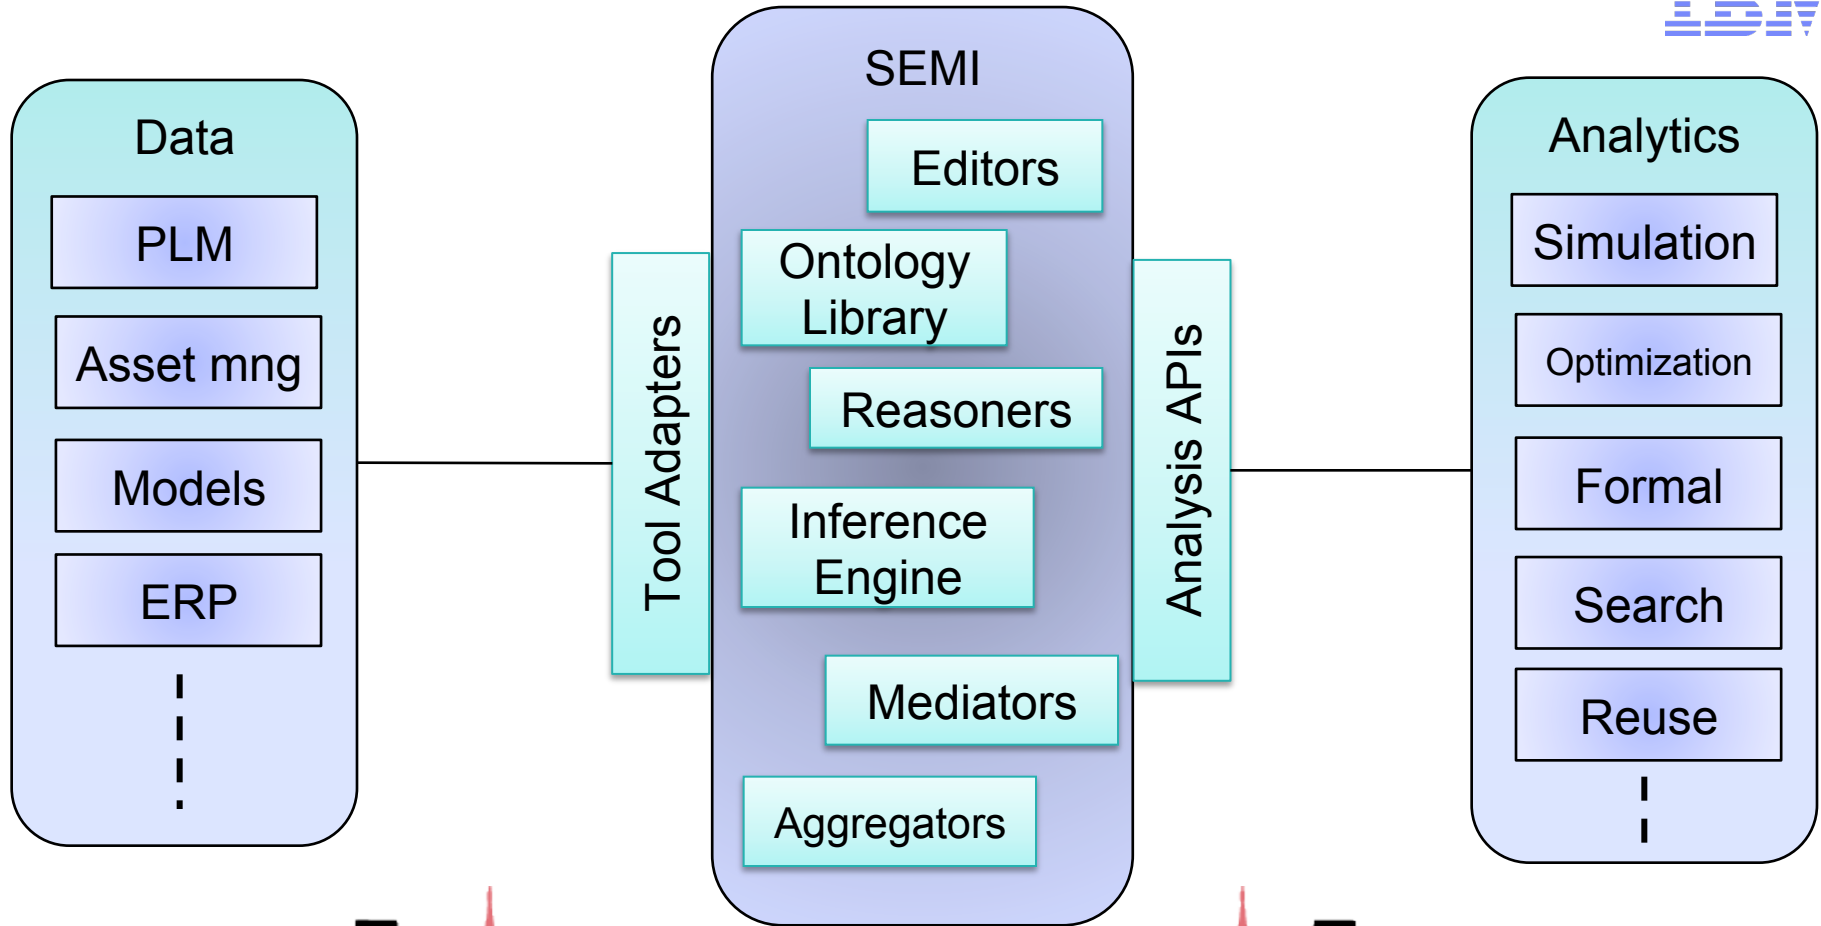 IBM
SEMI
Data
Analytics
Editors
PLM
Simulation
Ontology
Library
Asset mng
Optimization
Reasoners
Tool Adapters
Analysis APIs
Models
Formal
Inference
Engine
ERP
Search
Mediators
Reuse
Aggregators